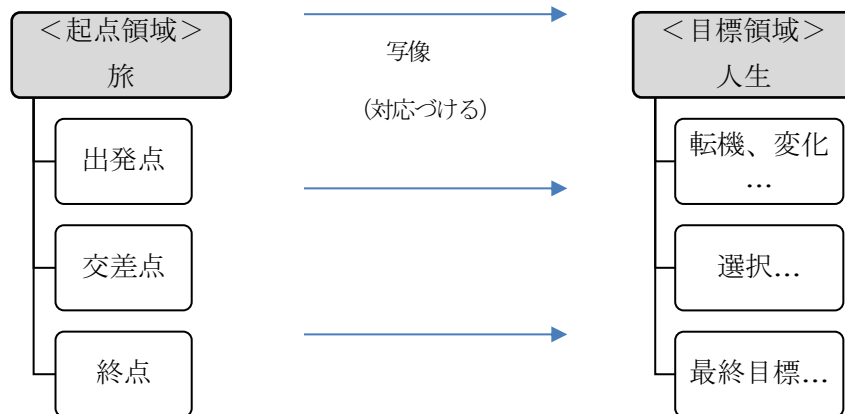 ＜起点領域＞
旅
出発点
交差点
終点
写像
(対応づける)
＜目標領域＞
人生
転機、変化
…
選択…
最終目標…